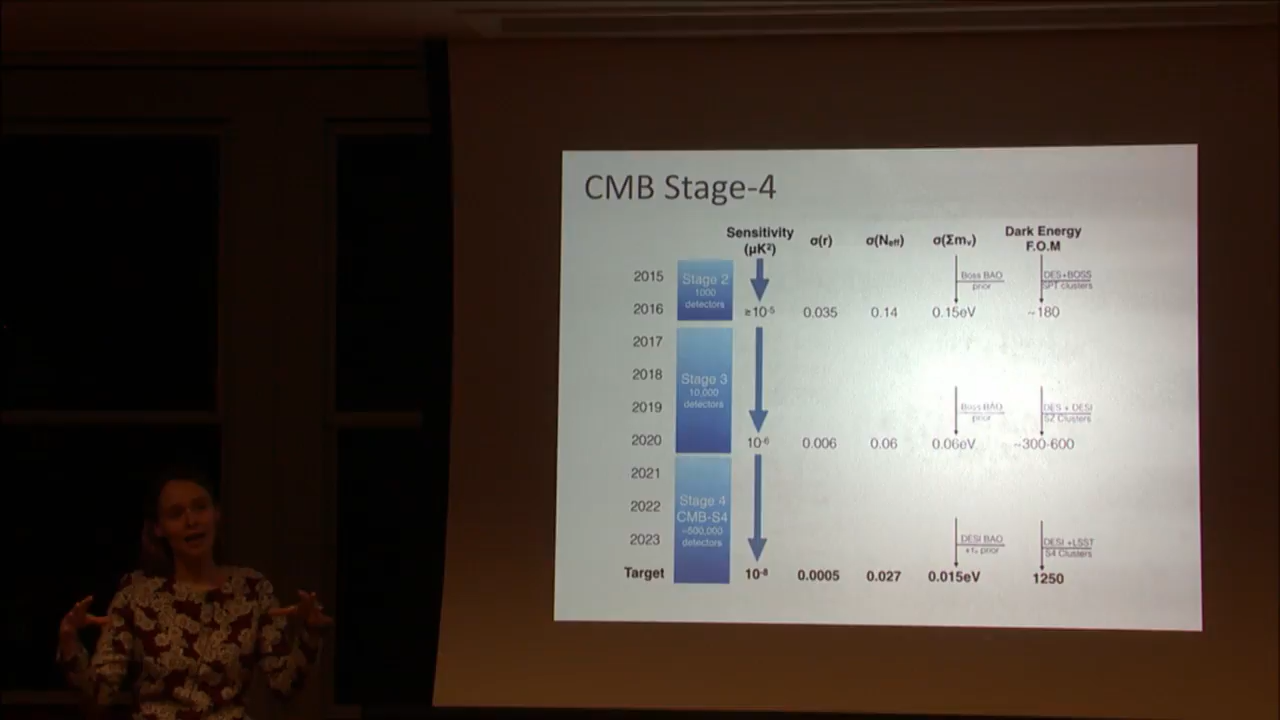 CMB Stage-4
Sensitivity (μK²) σ(r) σ(Neff) σ(Σmν) Dark Energy F.O.M
2015 Stage 2 1000 detectors Boss BAO prior DES+BOSS SPT clusters
2016 ≥10-5 0.035 0.14 0.15eV ~180
2017
2018 Stage 3 10,000 detectors
2019 Boss BAO prior DES + DESI SZ Clusters
2020 10-6 0.006 0.06 0.06eV ~300-600
2021
2022 Stage 4 CMB-S4 ~500,000 detectors
2023 DESI BAO prior DESI +LSST S4 Clusters
Target 10-8 0.0005 0.027 0.015eV 1250